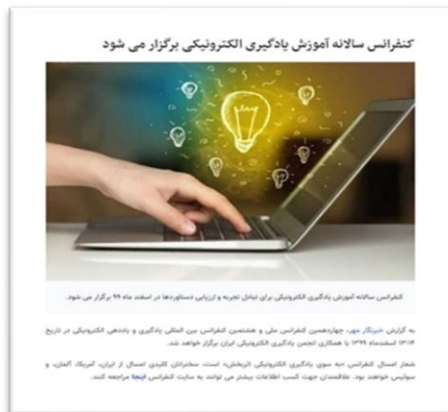 کنفرانس سالانه آموزش یادگیری الکترونیکی برگزار می شود
کنفرانس سالانه آموزش یادگیری الکترونیکی برای تبادل تجربه و ارزیابی دستاوردها در اسفند ماه ۹۹ برگزار می شود.
به گزارش خبرنگار مهر، چهاردهمین کنفرانس ملی و هشتمین کنفرانس بین المللی یادگیری و یاددهی الکترونیکی در تاریخ
۱۳-۱۴ اسفندماه ۱۳۹۹ با همکاری انجمن یادگیری الکترونیکی ایران برگزار خواهد شد.
شعار امسال کنفرانس «به سوی یادگیری الکترونیکی اثربخش» است، سخنرانان کلیدی امسال از ایران، آمریکا، آلمان، و
سوئیس خواهند بود. علاقمندان جهت کسب اطلاعات بیشتر می توانند به سایت کنفرانس اینجا مراجعه کنند.